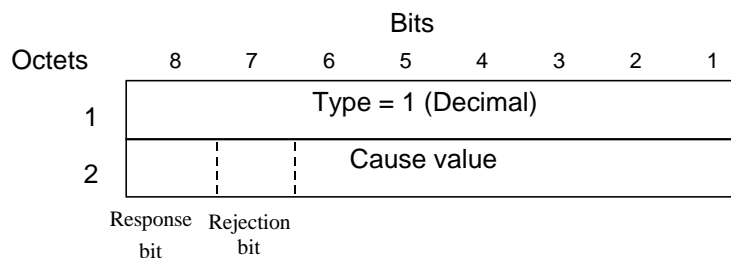 Bits
Octets 8 7 6 5 4 3 2 1
1 Type = 1 (Decimal)
2 Cause value
Response bit
Rejection bit